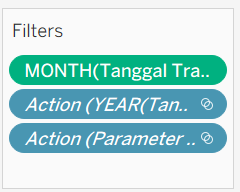 Filters
MONTH(Tanggal Tra..
Action (YEAR(Tan..
Action (Parameter ..